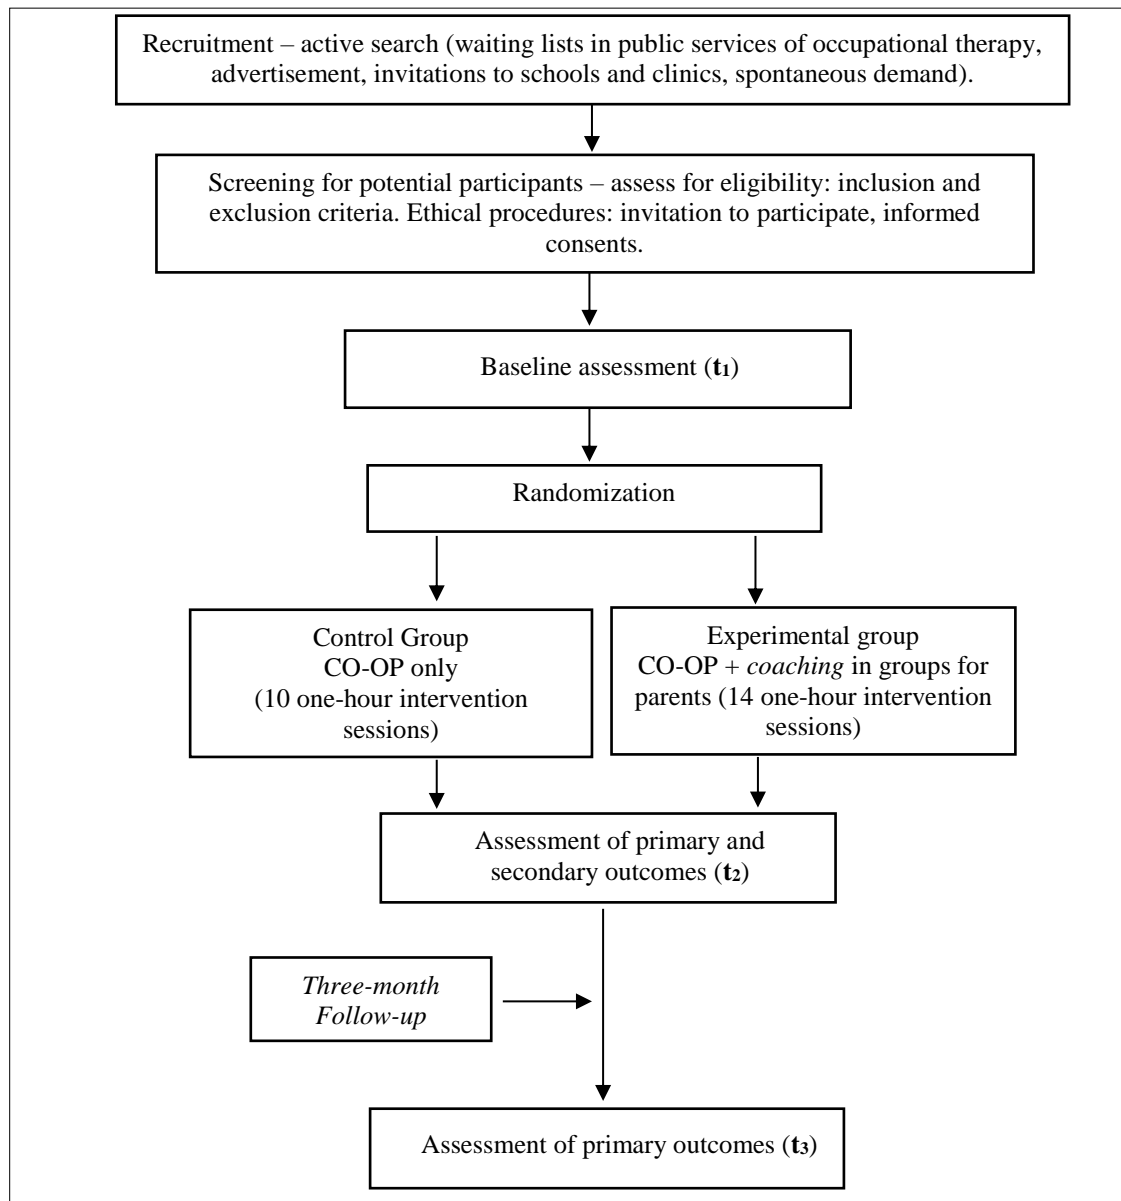 Recruitment – active search (waiting lists in public services of occupational therapy,
advertisement, invitations to schools and clinics, spontaneous demand).
Screening for potential participants – assess for eligibility: inclusion and
exclusion criteria. Ethical procedures: invitation to participate, informed
consents.
Baseline assessment (t₁)
Randomization
Control Group
CO-OP only
(10 one-hour intervention
sessions)
Experimental group
CO-OP + coaching in groups for
parents (14 one-hour intervention
sessions)
Assessment of primary and
secondary outcomes (t₂)
Three-month
Follow-up
Assessment of primary outcomes (t₃)